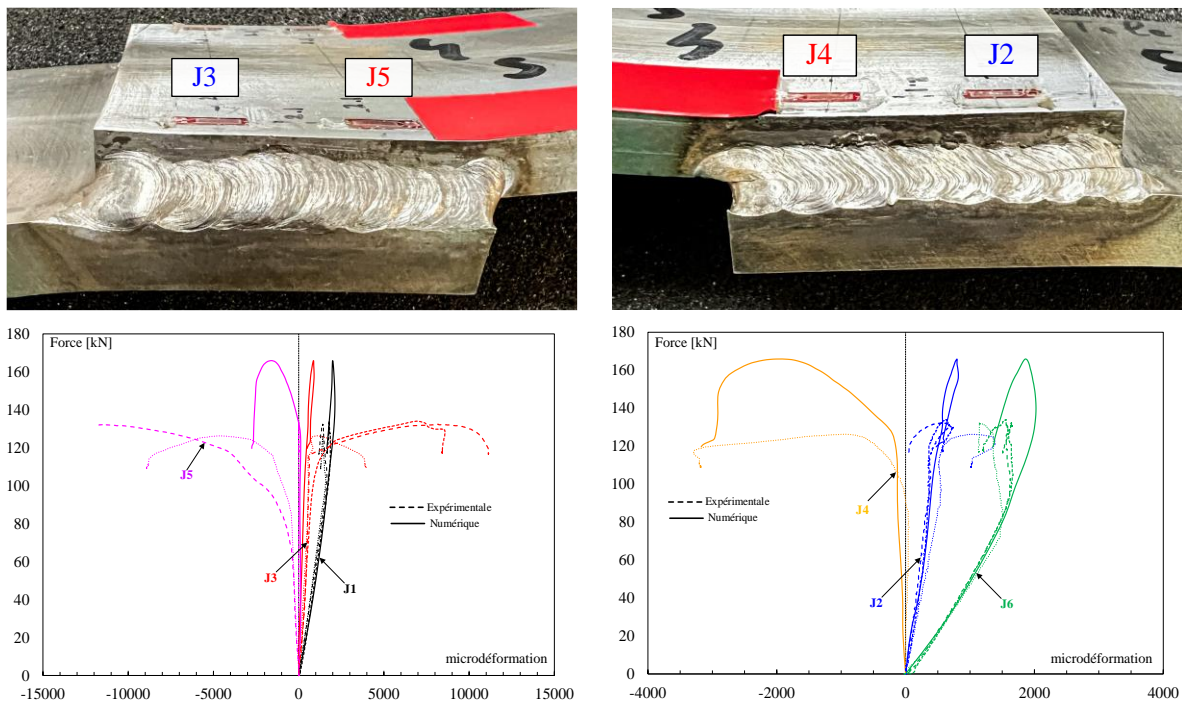 J3
J5
J4
J2
Force [kN]
180
160
140
120
100
80
60
40
20
0
J5
Expérimentale
Numérique
J3
J1
microdéformation
-15000
-10000
-5000
0
5000
10000
15000
Force [kN]
180
160
140
120
100
80
60
40
20
0
Expérimentale
Numérique
J4
J2
J6
microdéformation
-4000
-2000
0
2000
4000